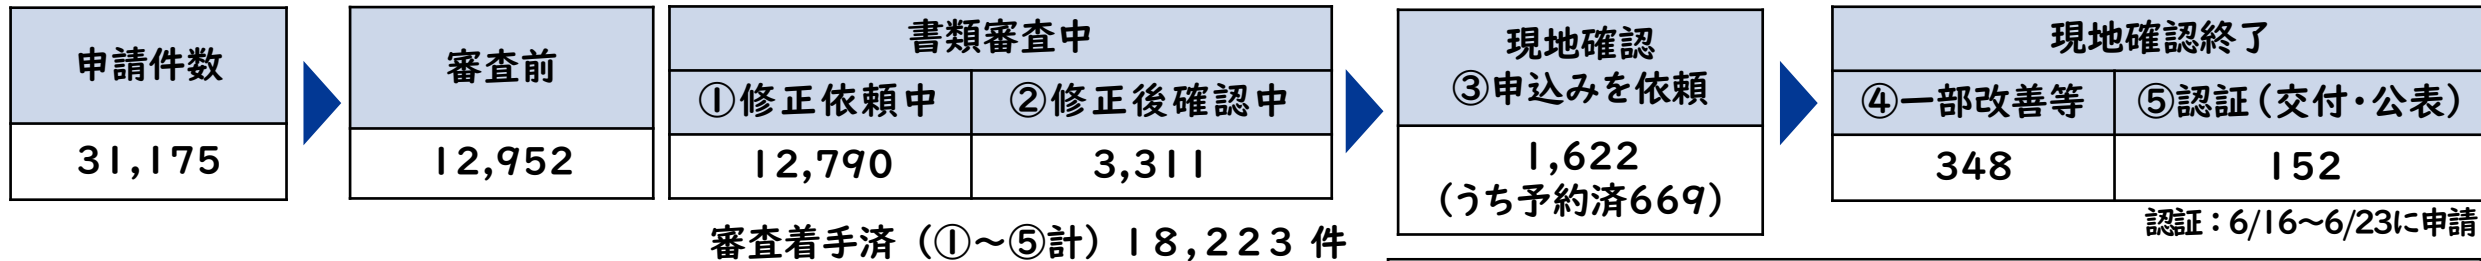 申請件数
31,175
審査前
12,952
書類審査中
①修正依頼中
②修正後確認中
12,790
3,311
現地確認
③申込みを依頼
1,622
(うち予約済669)
現地確認終了
④一部改善等
⑤認証(交付・公表)
348
152
認証：6/16～6/23に申請
審査着手済（①～⑤計）18,223 件